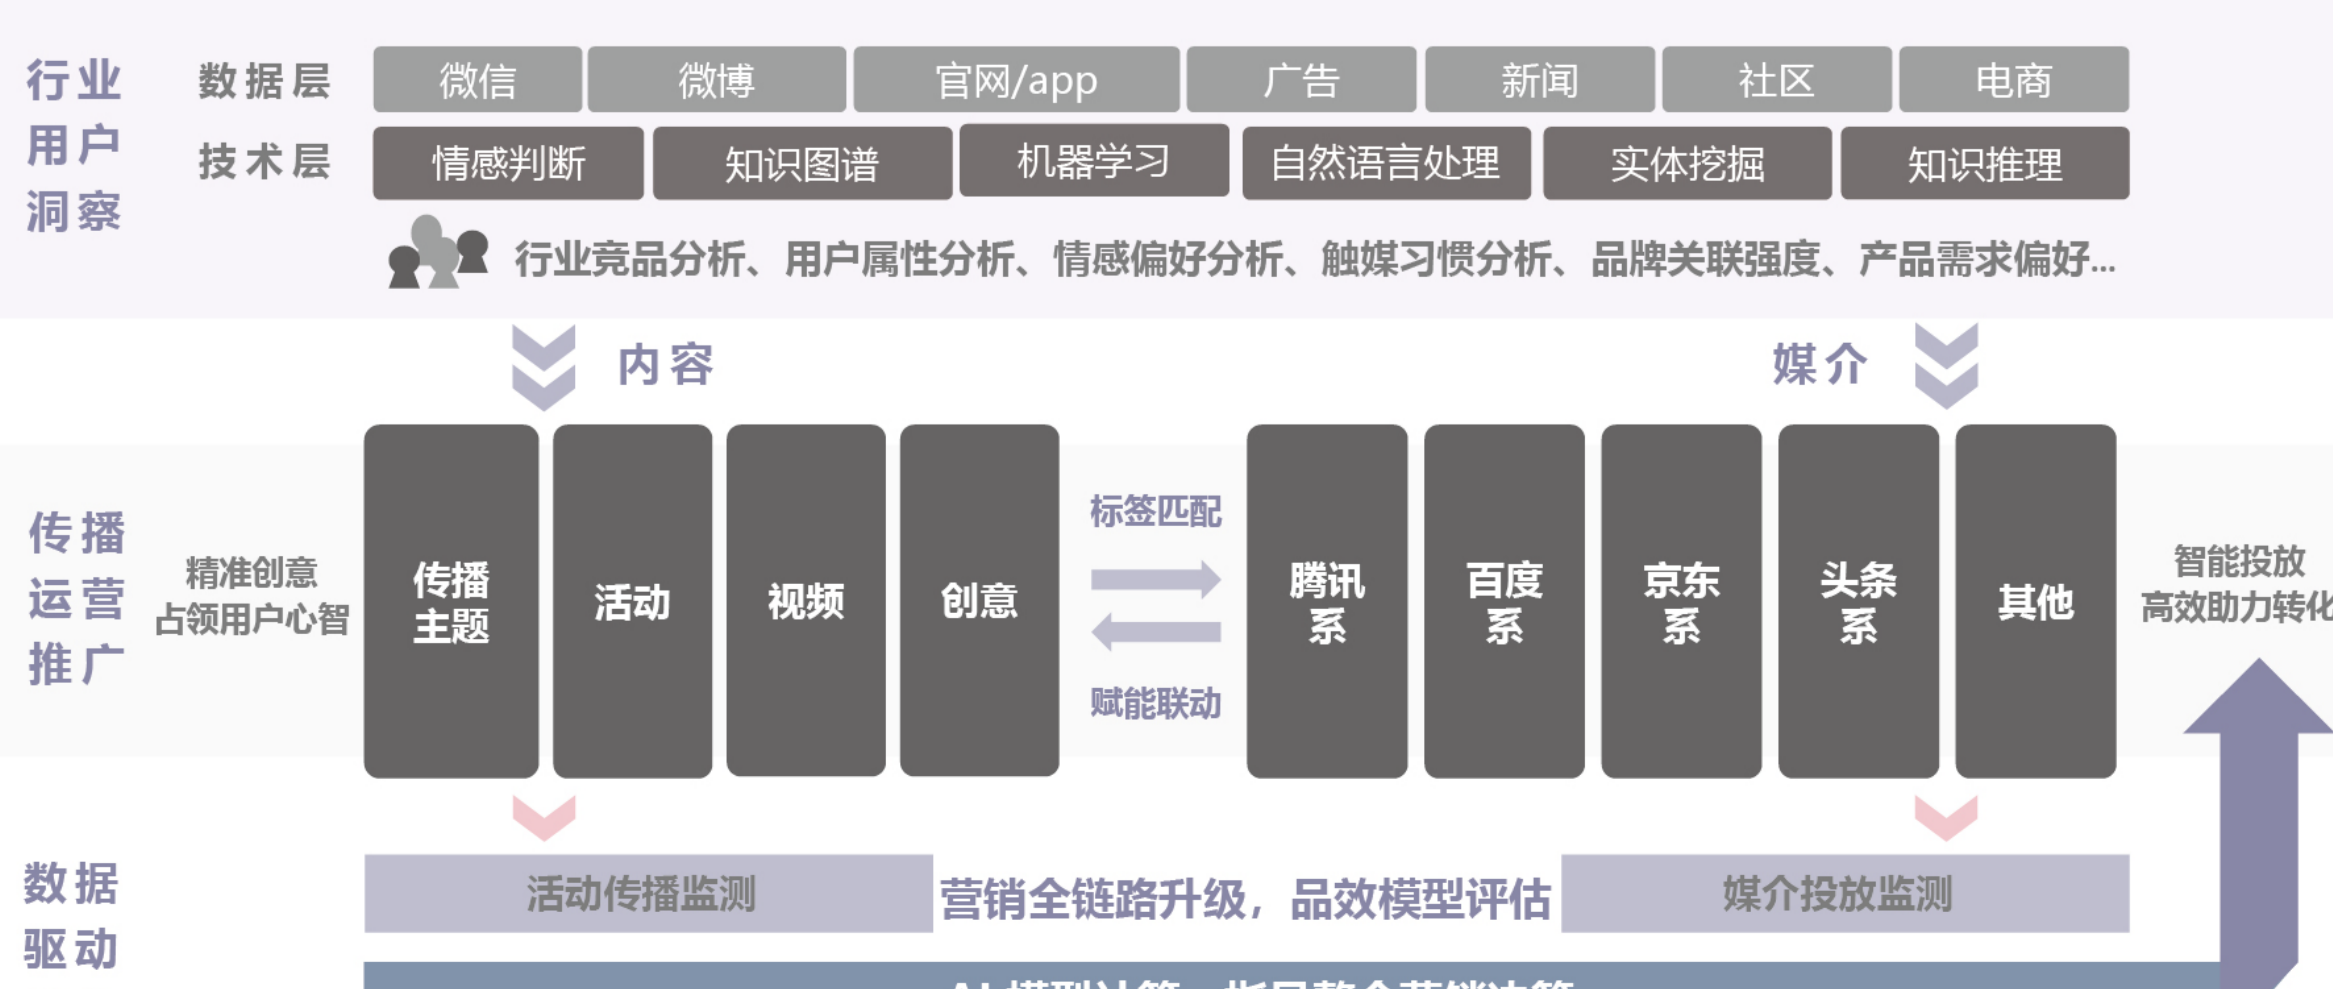 行业
用户
洞察
数据层
微信
微博
官网/app
广告
新闻
社区
电商
技术层
情感判断
知识图谱
机器学习
自然语言处理
实体挖掘
知识推理
行业竞品分析、用户属性分析、情感偏好分析、触媒习惯分析、品牌关联强度、产品需求偏好...
内容
媒介
传播
运营
推广
精准创意
占领用户心智
传播
主题
活动
视频
创意
标签匹配
赋能联动
腾讯
系
百度
系
京东
系
头条
系
其他
智能投放
高效助力转化
数据
驱动
活动传播监测
营销全链路升级，品效模型评估
媒介投放监测